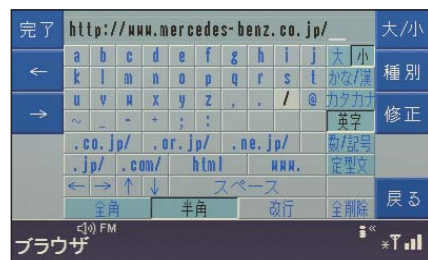 完了 http://www.mercedes-benz.co.jp/_ 大/小
a b c d e f g h i j 大 小
← k l m n o p q r s t かな/漢 種別
u v w x y z , . / @ カタカナ
→ ~ _ - + ; : 英字 修正
.co.jp/ .or.jp/ .ne.jp/ 数/記号
.jp/ .com/ html www. 定型文
← → ↑ ↓ スペース
全角 半角 改行 全削除 戻る
FM
ブラウザ